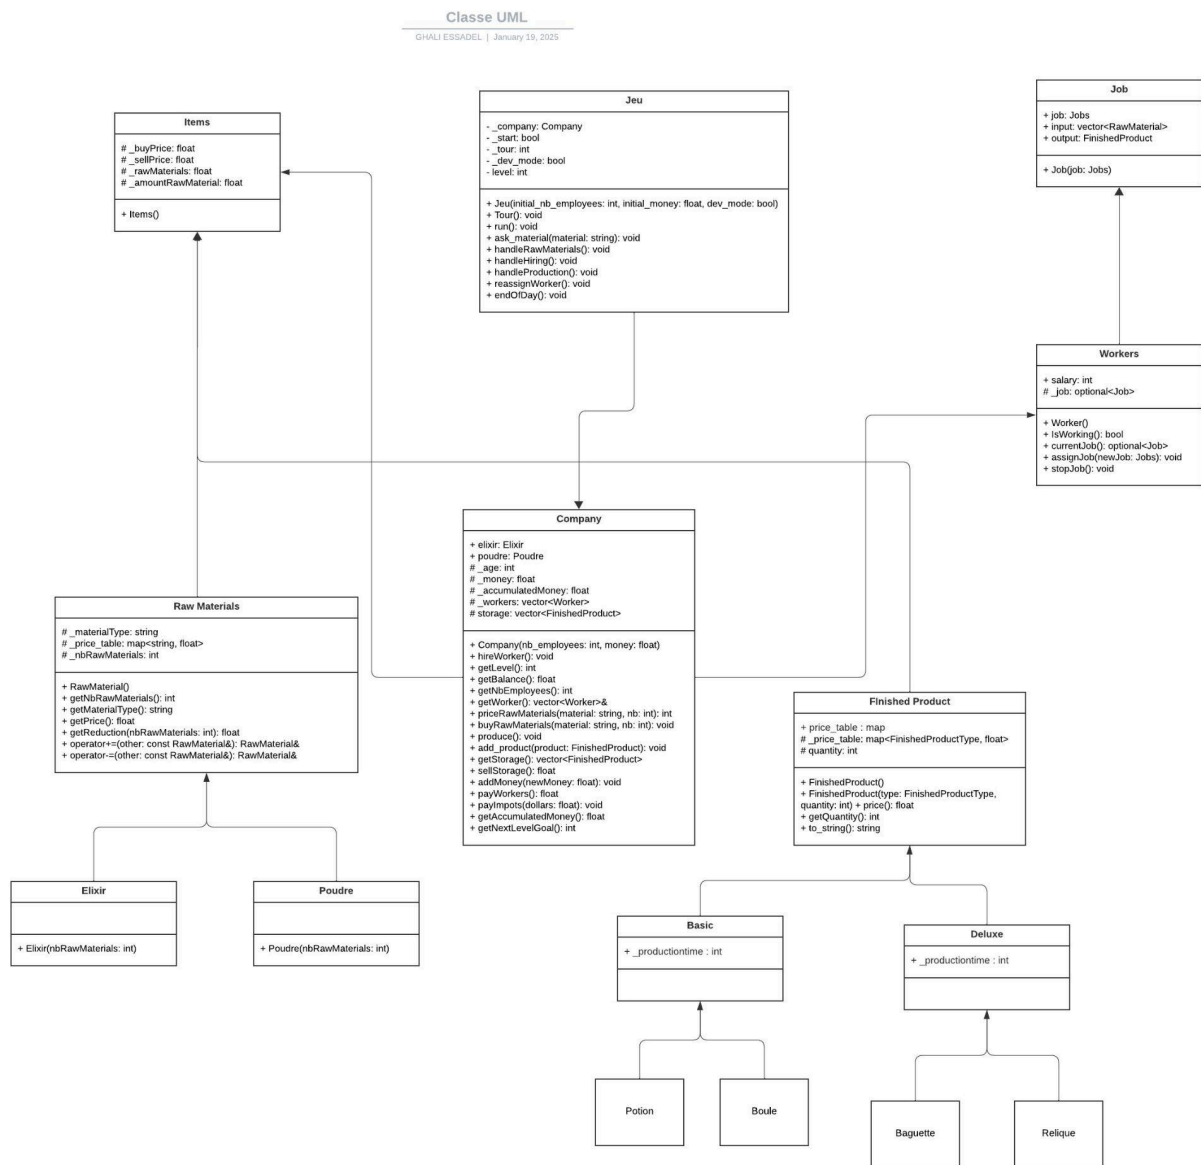 Classe UML
GHALI ESSADEL | January 19, 2025
Items
# _buyPrice: float
# _sellPrice: float
# _rawMaterials: float
# _amountRawMaterial: float
+ Items()
Jeu
- _company: Company
- _start: bool
- _tour: int
- _dev_mode: bool
- level: int
+ Jeu(initial_nb_employees: int, initial_money: float, dev_mode: bool)
+ Tour(): void
+ run(): void
+ ask_material(material: string): void
+ handleRawMaterials(): void
+ handleHiring(): void
+ handleProduction(): void
+ reassignWorker(): void
+ endOfDay(): void
Job
+ job: Jobs
+ input: vector<RawMaterial>
+ output: FinishedProduct
+ Job(job: Jobs)
Workers
+ salary: int
# _job: optional<Job>
+ Worker()
+ IsWorking(): bool
+ currentJob(): optional<Job>
+ assignJob(newJob: Jobs): void
+ stopJob(): void
Company
+ elixir: Elixir
+ poudre: Poudre
# _age: int
# _money: float
# _accumulatedMoney: float
# _workers: vector<Worker>
# storage: vector<FinishedProduct>
+ Company(nb_employees: int, money: float)
+ hireWorker(): void
+ getLevel(): int
+ getBalance(): float
+ getNbEmployees(): int
+ getWorker(): vector<Worker>&
+ priceRawMaterials(material: string, nb: int): int
+ buyRawMaterials(material: string, nb: int): void
+ produce(): void
+ add_product(product: FinishedProduct): void
+ getStorage(): vector<FinishedProduct>
+ sellStorage(): float
+ addMoney(newMoney: float): void
+ payWorkers(): float
+ payImpots(dollars: float): void
+ getAccumulatedMoney(): float
+ getNextLevelGoal(): int
Raw Materials
# _materialType: string
# _price_table: map<string, float>
# _nbRawMaterials: int
+ RawMaterial()
+ getNbRawMaterials(): int
+ getMaterialType(): string
+ getPrice(): float
+ getReduction(nbRawMaterials: int): float
+ operator+=(other: const RawMaterial&): RawMaterial&
+ operator-=(other: const RawMaterial&): RawMaterial&
FInished Product
+ price_table : map
# _price_table: map<FinishedProductType, float>
# quantity: int
+ FinishedProduct()
+ FinishedProduct(type: FinishedProductType,
quantity: int) + price(): float
+ getQuantity(): int
+ to_string(): string
Elixir
+ Elixir(nbRawMaterials: int)
Poudre
+ Poudre(nbRawMaterials: int)
Basic
+ _productiontime : int
Deluxe
+ _productiontime : int
Potion
Boule
Baguette
Relique